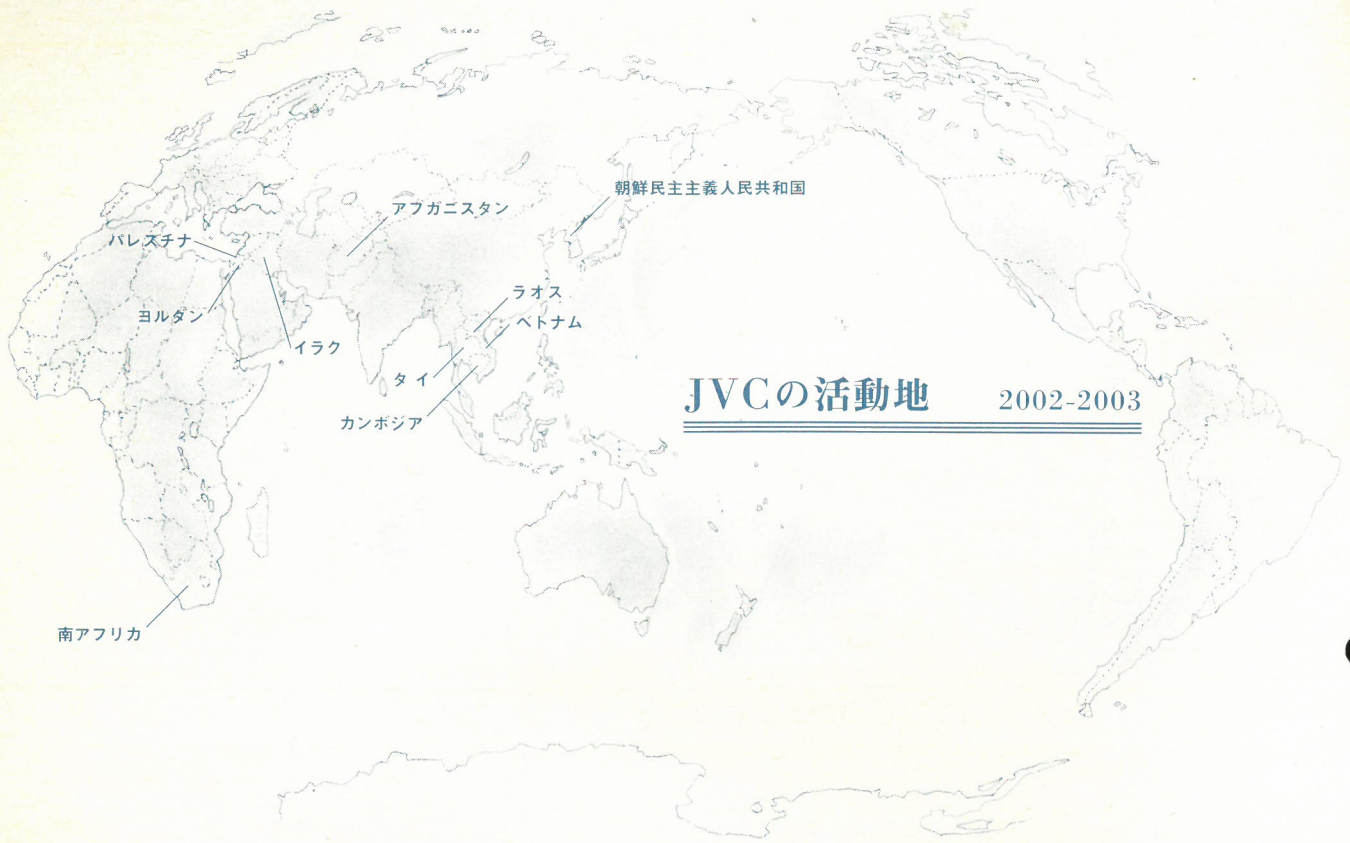 朝鮮民主主義人民共和国
アフガニスタン
パレスチナ
ラオス
ヨルダン
ベトナム
イラク
タイ
カンボジア
JVCの活動地 2002-2003
南アフリカ